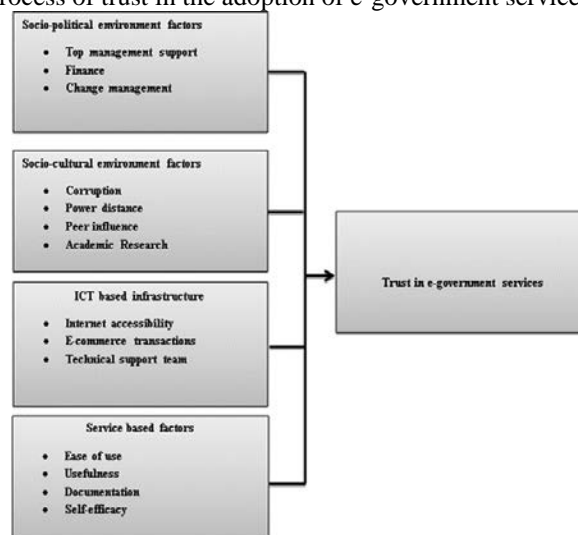 rocess of trust in the adoption of e-government service
Socio-political environment factors
• Top management support
• Finance
• Change management
Socio-cultural environment factors
• Corruption
• Power distance
• Peer influence
• Academic Research
ICT based infrastructure
• Internet accessibility
• E-commerce transactions
• Technical support team
Service based factors
• Ease of use
• Usefulness
• Documentation
• Self-efficacy
Trust in e-government services